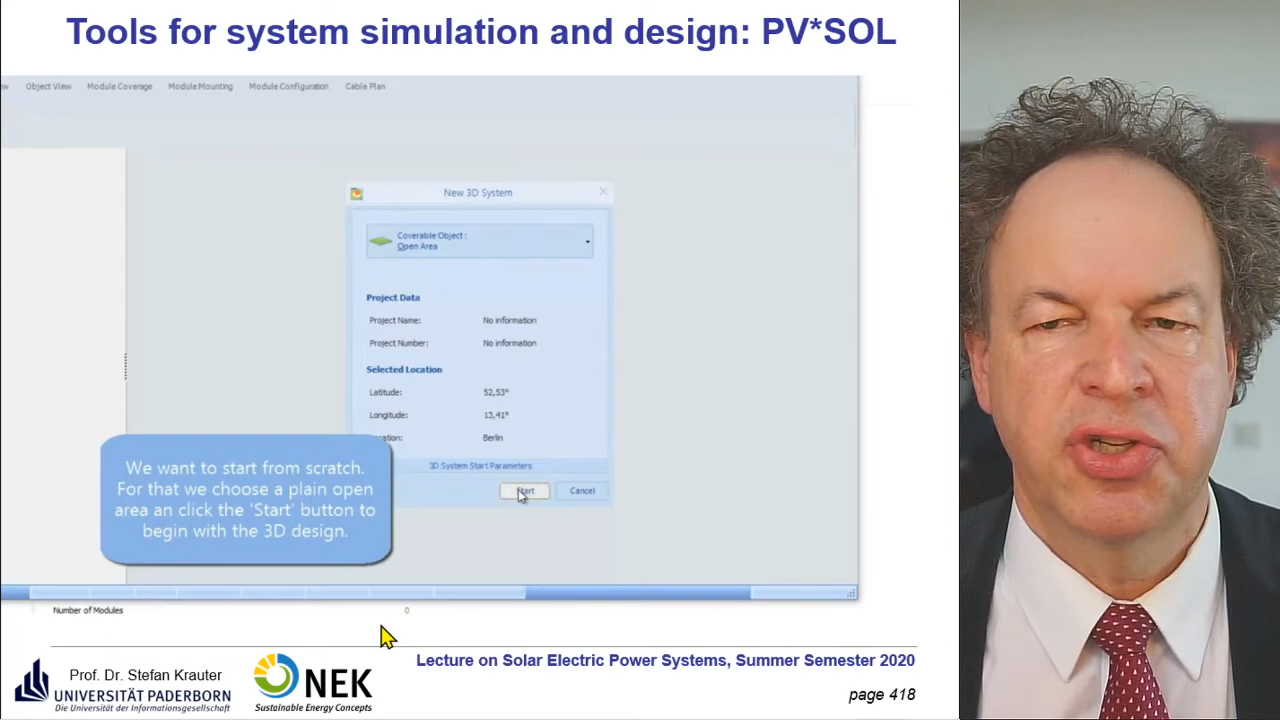 Tools for system simulation and design: PV*SOL
Object View Module Coverage Module Mounting Module Configuration Cable Plan
New 3D System
Coverable Object :
Open Area
Project Data
Project Name: No information
Project Number: No information
Selected Location
Latitude: 52,53°
Longitude: 13,41°
Berlin
3D System Start Parameters
Start Cancel
We want to start from scratch.
For that we choose a plain open
area an click the 'Start' button to
begin with the 3D design.
Number of Modules 0
Prof. Dr. Stefan Krauter
UNIVERSITÄT PADERBORN
Die Universität der Informationsgesellschaft
NEK
Sustainable Energy Concepts
Lecture on Solar Electric Power Systems, Summer Semester 2020
page 418